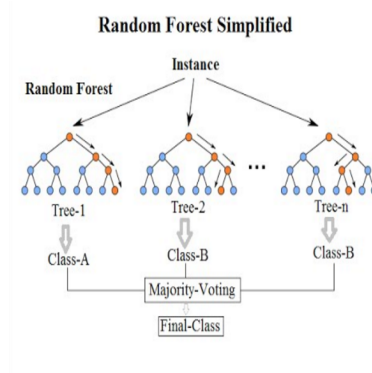 Random Forest Simplified
Instance
Random Forest
...
Tree-1
Tree-2
Tree-n
Class-A
Class-B
Class-B
Majority-Voting
Final-Class